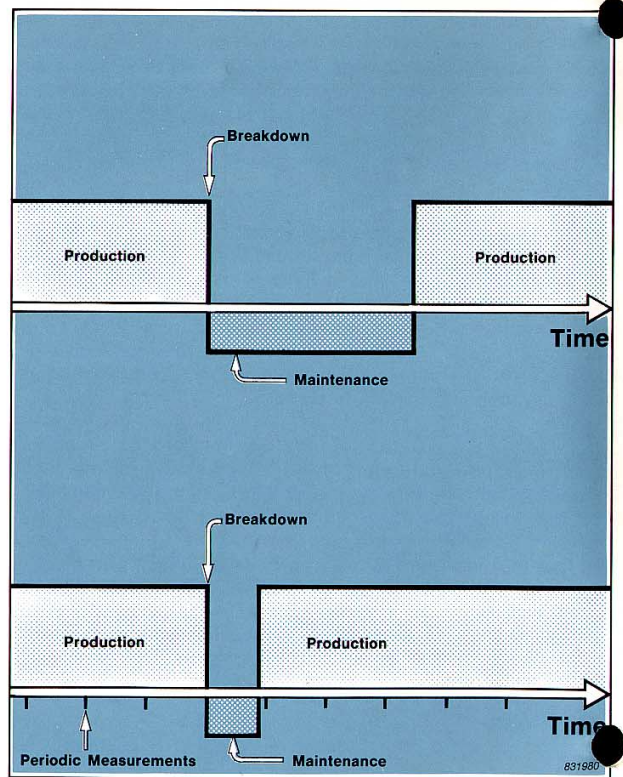 Breakdown
Production
Production
Time
Maintenance
Breakdown
Production
Production
Time
Periodic Measurements
Maintenance
831980